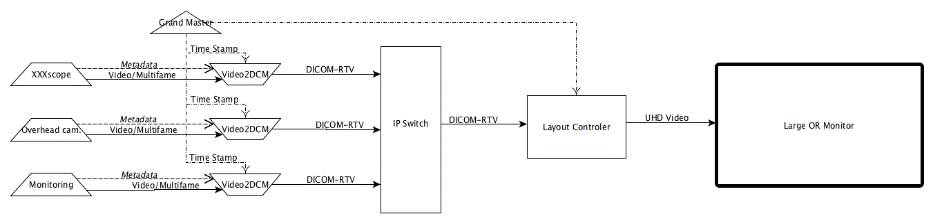 Grand Master
Time Stamp
XXXscope
Metadata
Video/Multifame
Video2DCM
DICOM-RTV
Time Stamp
Overhead cam.
Metadata
Video/Multifame
Video2DCM
DICOM-RTV
IP Switch
DICOM-RTV
Layout Controler
UHD Video
Large OR Monitor
Time Stamp
Monitoring
Metadata
Video/Multifame
Video2DCM
DICOM-RTV